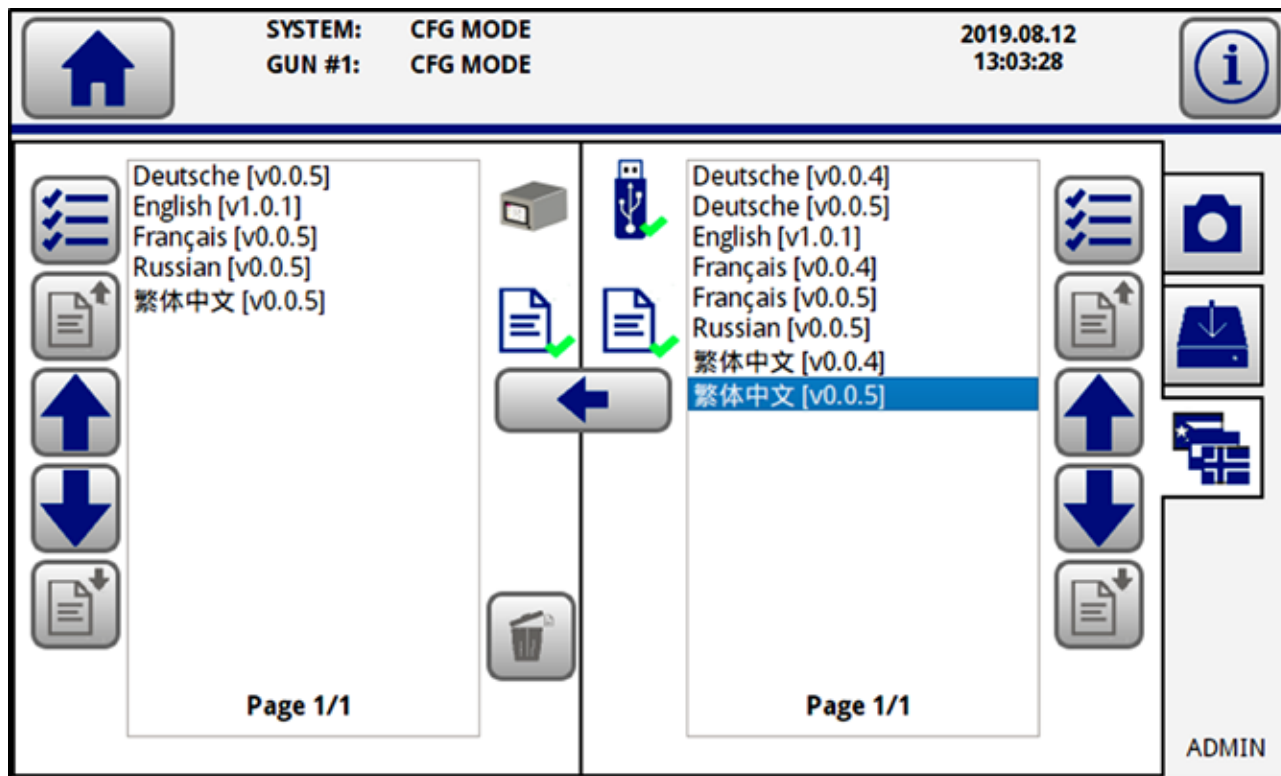 SYSTEM: CFG MODE
GUN #1: CFG MODE
2019.08.12
13:03:28
Deutsche [v0.0.5]
English [v1.0.1]
Français [v0.0.5]
Russian [v0.0.5]
繁体中文 [v0.0.5]
Page 1/1
Deutsche [v0.0.4]
Deutsche [v0.0.5]
English [v1.0.1]
Français [v0.0.4]
Français [v0.0.5]
Russian [v0.0.5]
繁体中文 [v0.0.4]
繁体中文 [v0.0.5]
Page 1/1
ADMIN